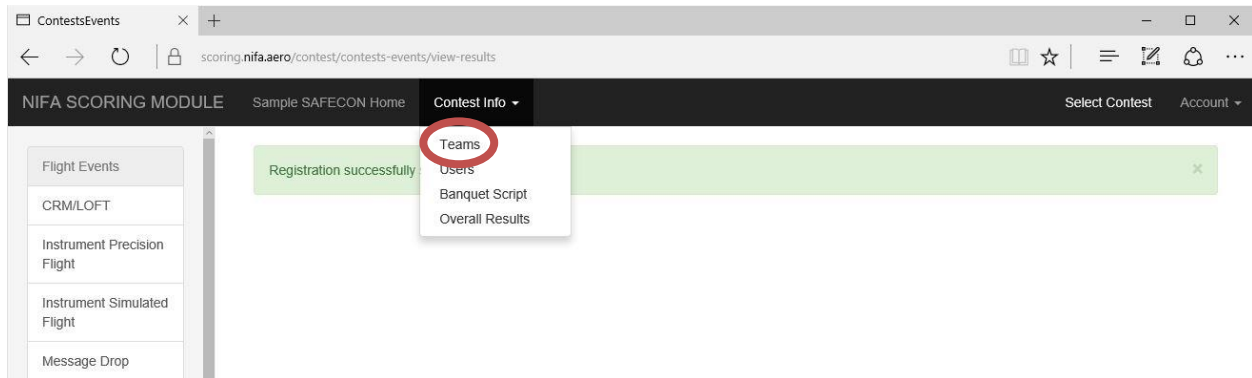 ContestsEvents
scoring.nifa.aero/contest/contests-events/view-results
NIFA SCORING MODULE Sample SAFECON Home Contest Info Select Contest Account
Teams
Users
Banquet Script
Overall Results
Registration successfully
Flight Events
CRM/LOFT
Instrument Precision
Flight
Instrument Simulated
Flight
Message Drop